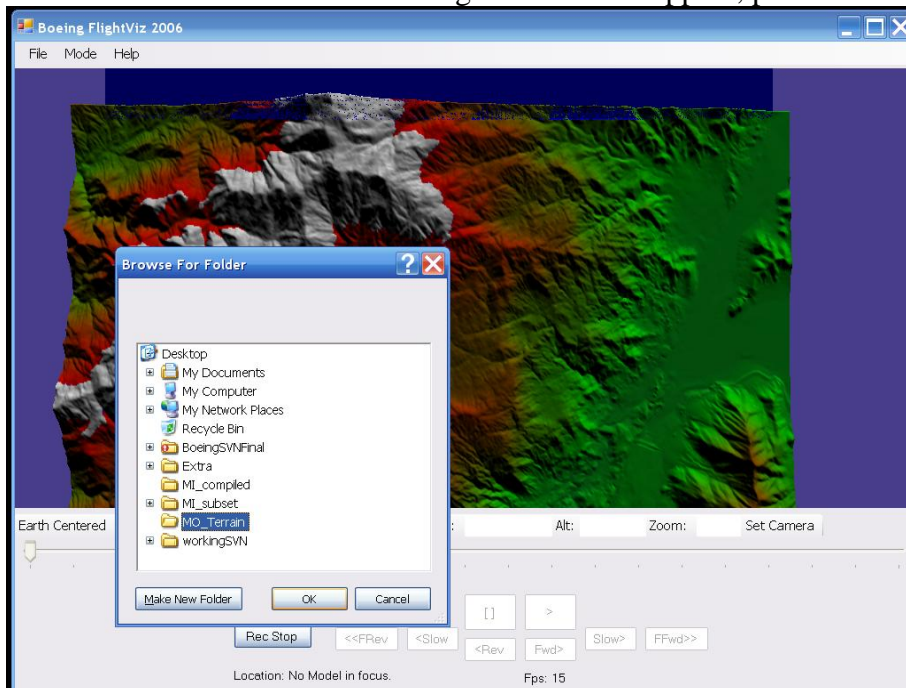 Boeing FlightViz 2006
File Mode Help
Browse For Folder
Desktop
My Documents
My Computer
My Network Places
Recycle Bin
BoeingSVNFinal
Extra
MI_compiled
MI_subset
MO_Terrain
workingSVN
Make New Folder OK Cancel
Earth Centered : Alt: Zoom: Set Camera
[] >
Rec Stop <<FRev <Slow <Rev Fwd> Slow> FFwd>>
Location: No Model in focus. Fps: 15